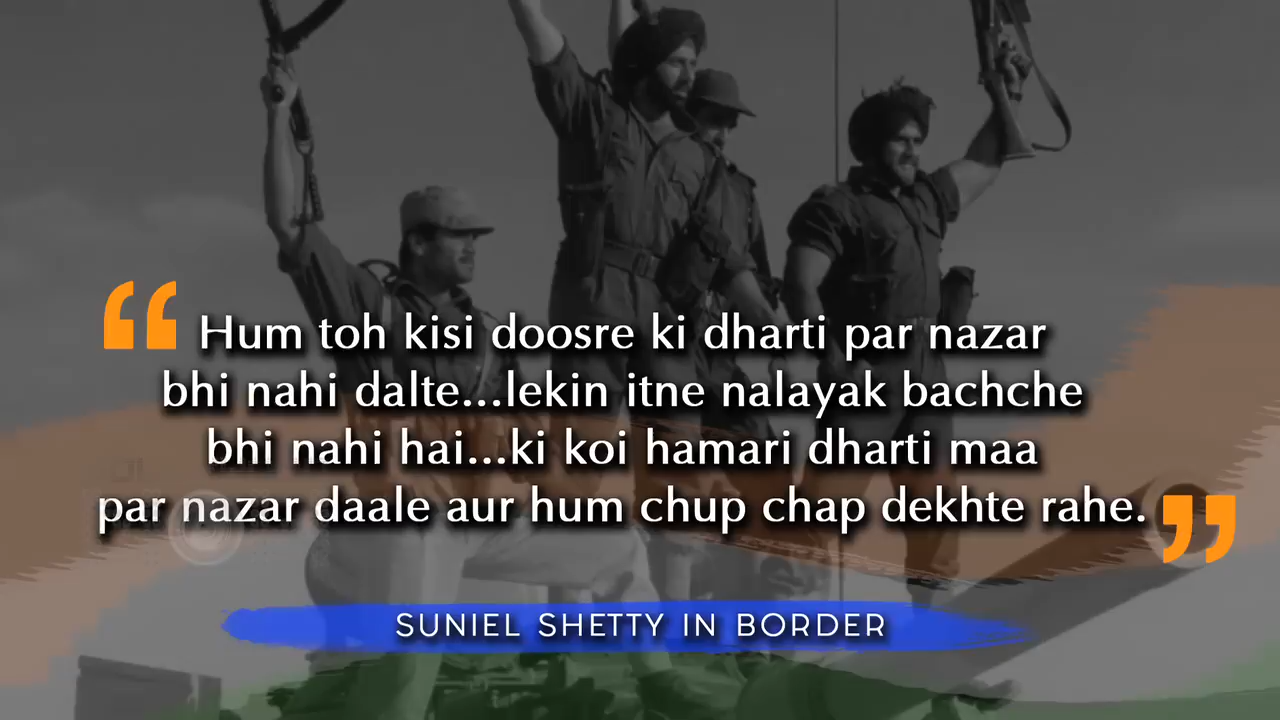 “Hum toh kisi doosre ki dharti par nazar
bhi nahi dalte...lekin itne nalayak bachche
bhi nahi hai...ki koi hamari dharti maa
par nazar daale aur hum chup chap dekhte rahe.”
SUNIEL SHETTY IN BORDER